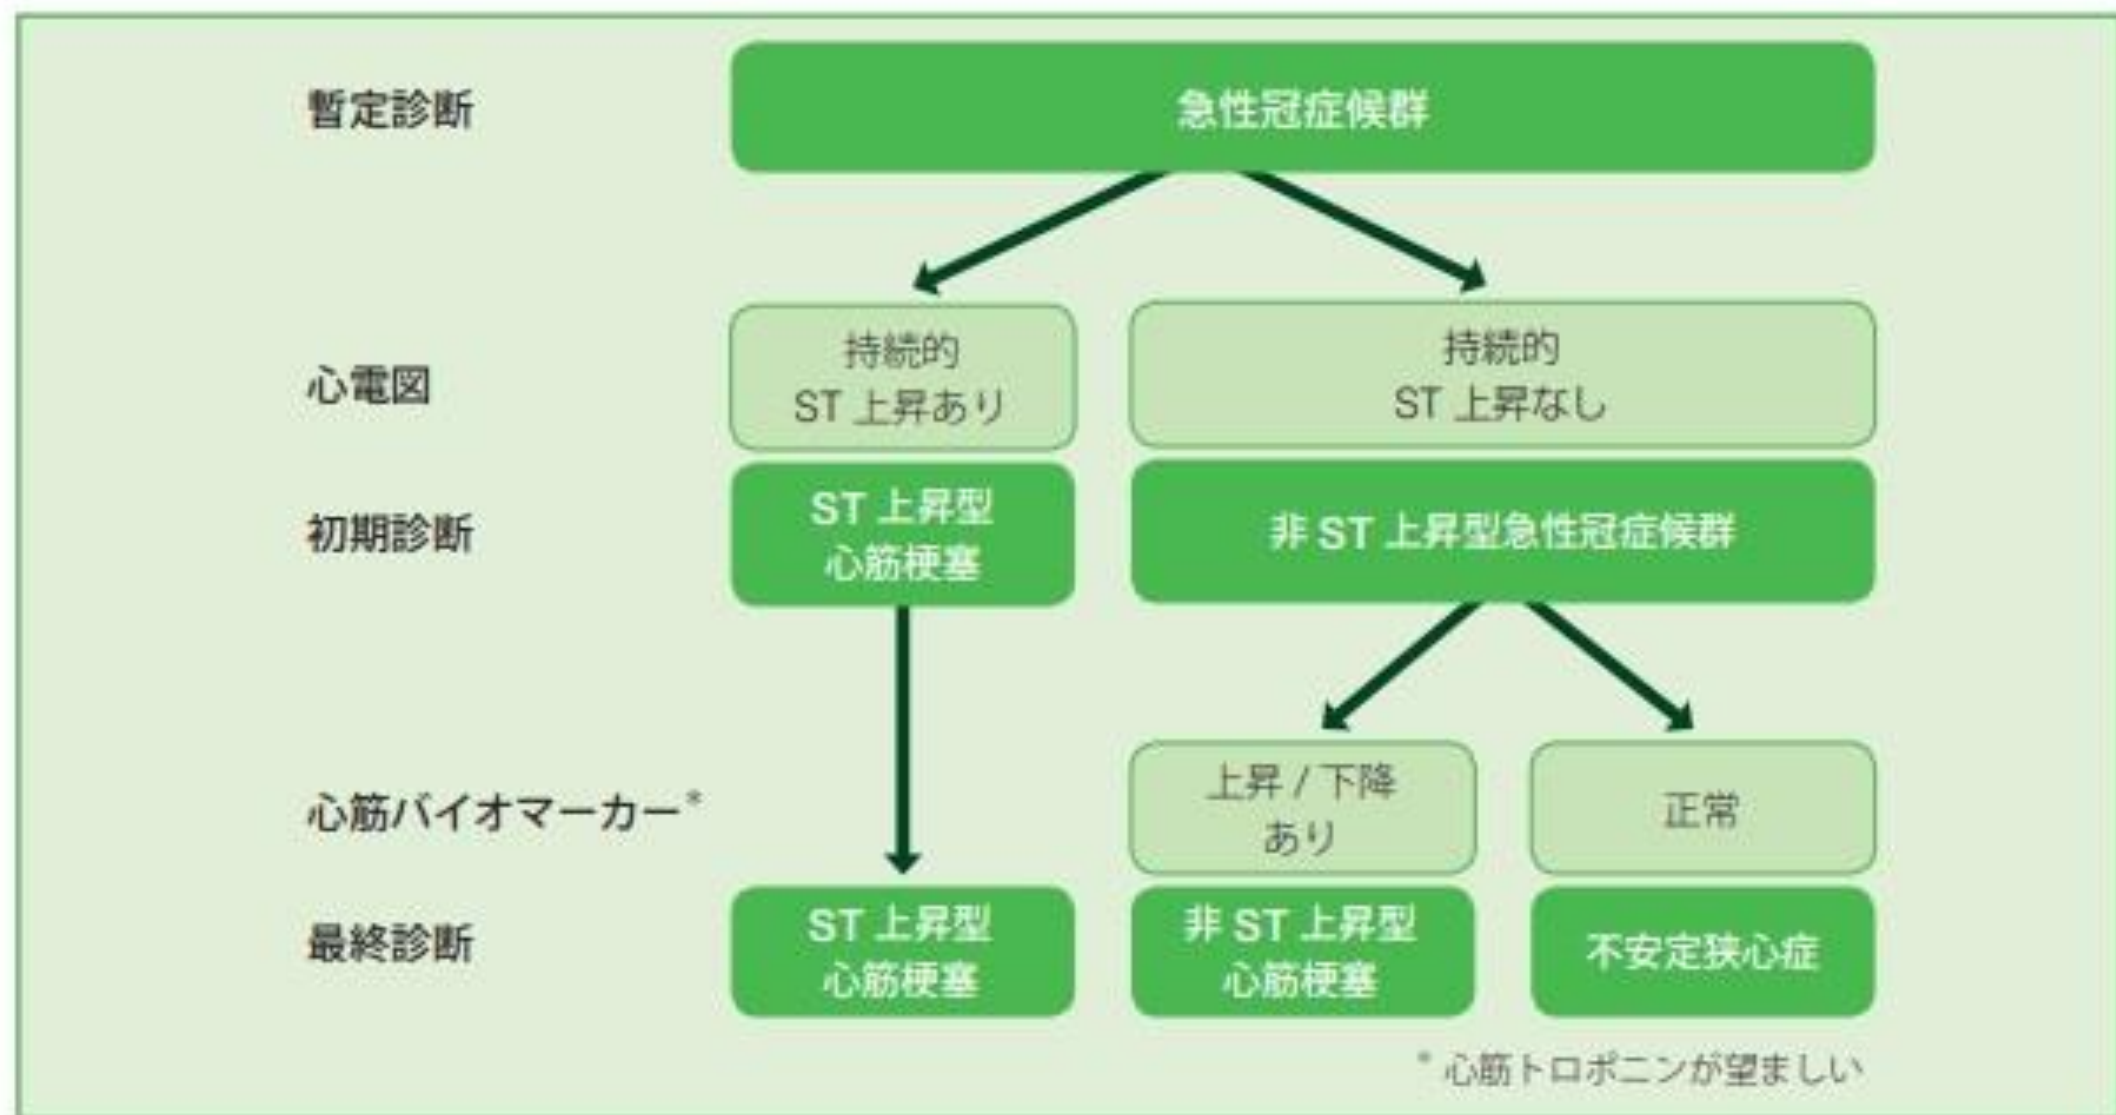 暫定診断
急性冠症候群
心電図
持続的
ST 上昇あり
持続的
ST 上昇なし
初期診断
ST 上昇型
心筋梗塞
非 ST 上昇型急性冠症候群
心筋バイオマーカー*
上昇 / 下降
あり
正常
最終診断
ST 上昇型
心筋梗塞
非 ST 上昇型
心筋梗塞
不安定狭心症
* 心筋トロポニンが望ましい